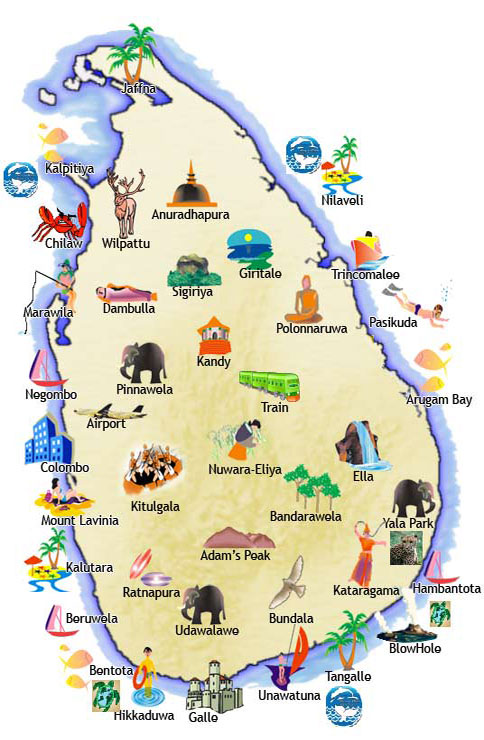 Jaffna
Kalpitiya
Nilaveli
Anuradhapura
Chilaw
Wilpattu
Giritale
Trincomalee
Sigiriya
Dambulla
Marawila
Polonnaruwa
Pasikuda
Kandy
Pinnawela
Negombo
Train
Arugam Bay
Airport
Colombo
Nuwara-Eliya
Ella
Kitulgala
Bandarawela
Mount Lavinia
Yala Park
Adam's Peak
Kalutara
Ratnapura
Kataragama
Hambantota
Beruwela
Udawalawe
Bundala
BlowHole
Bentota
Tangalle
Unawatuna
Hikkaduwa
Galle